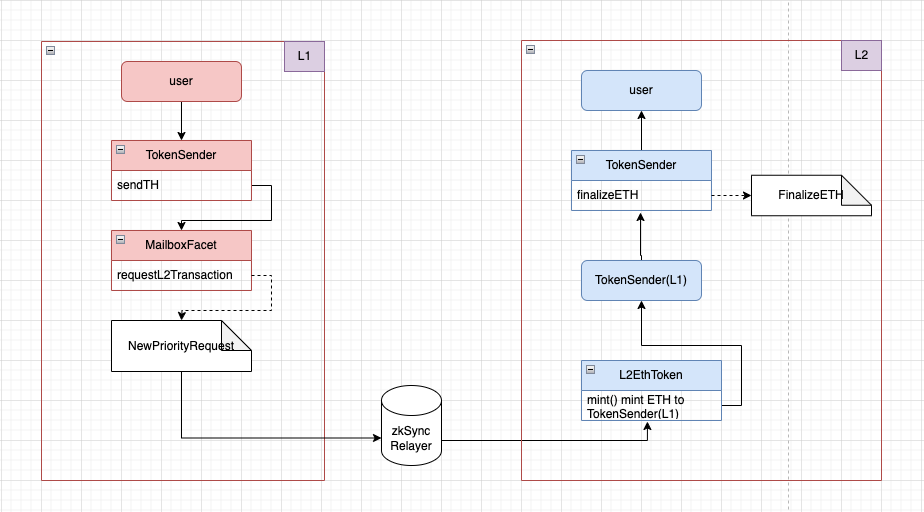 L1
user
TokenSender
sendTH
MailboxFacet
requestL2Transaction
NewPriorityRequest
zkSync
Relayer
L2
user
TokenSender
finalizeETH
FinalizeETH
TokenSender(L1)
L2EthToken
mint() mint ETH to
TokenSender(L1)